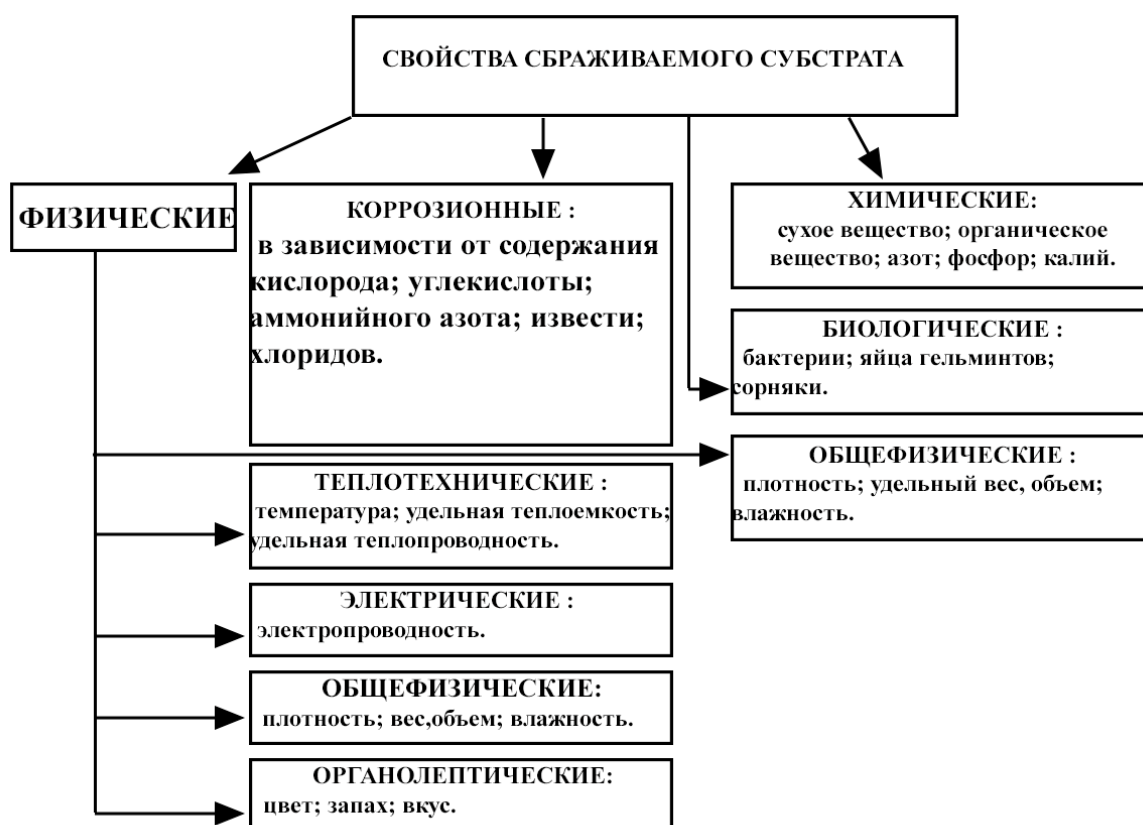 СВОЙСТВА СБРАЖИВАЕМОГО СУБСТРАТА
ФИЗИЧЕСКИЕ
КОРРОЗИОННЫЕ :
в зависимости от содержания
кислорода; углекислоты;
аммонийного азота; извести;
хлоридов.
ХИМИЧЕСКИЕ:
сухое вещество; органическое
вещество; азот; фосфор; калий.
БИОЛОГИЧЕСКИЕ :
бактерии; яйца гельминтов;
сорняки.
ОБЩЕФИЗИЧЕСКИЕ :
плотность; удельный вес, объем;
влажность.
ТЕПЛОТЕХНИЧЕСКИЕ :
температура; удельная теплоемкость;
удельная теплопроводность.
ЭЛЕКТРИЧЕСКИЕ :
электропроводность.
ОБЩЕФИЗИЧЕСКИЕ:
плотность; вес,объем; влажность.
ОРГАНОЛЕПТИЧЕСКИЕ:
цвет; запах; вкус.